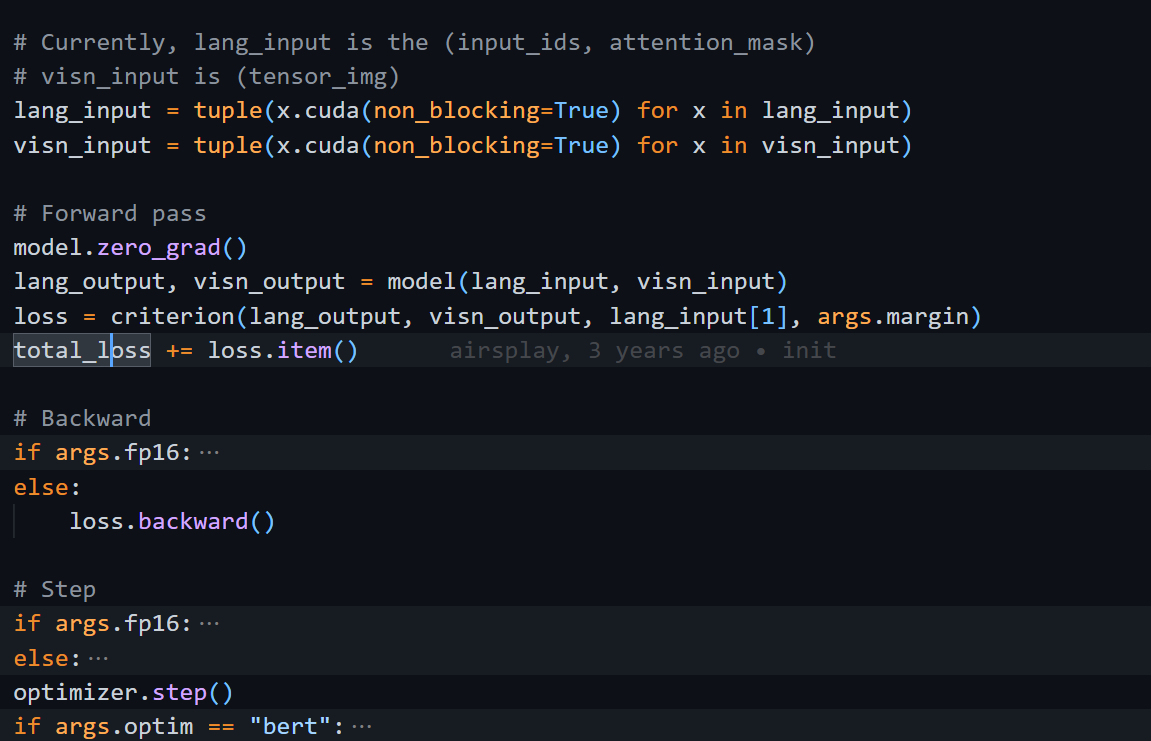 # Currently, lang_input is the (input_ids, attention_mask)
# visn_input is (tensor_img)
lang_input = tuple(x.cuda(non_blocking=True) for x in lang_input)
visn_input = tuple(x.cuda(non_blocking=True) for x in visn_input)
# Forward pass
model.zero_grad()
lang_output, visn_output = model(lang_input, visn_input)
loss = criterion(lang_output, visn_output, lang_input[1], args.margin)
total_loss += loss.item() airsplay, 3 years ago • init
# Backward
if args.fp16:⋯
else:
    loss.backward()
# Step
if args.fp16:⋯
else:⋯
optimizer.step()
if args.optim == "bert":⋯